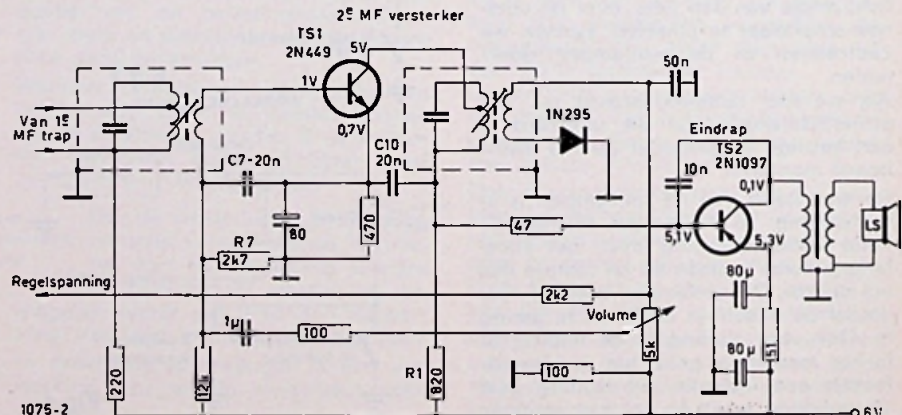 2e MF versterker
TS1
2N449
5V
1V
0,7V
50n
1N295
Eindrap
TS2
2N1097
Van 1e
MF trap
C7-20n
C10
20n
10n
0,1V
80
470
47
5,1V
5,3V
LS
R7
2k7
80µ
Regelspanning
2k2
Volume
1µ
100
5k
80µ
100
220
12k
R1
820
1075-2